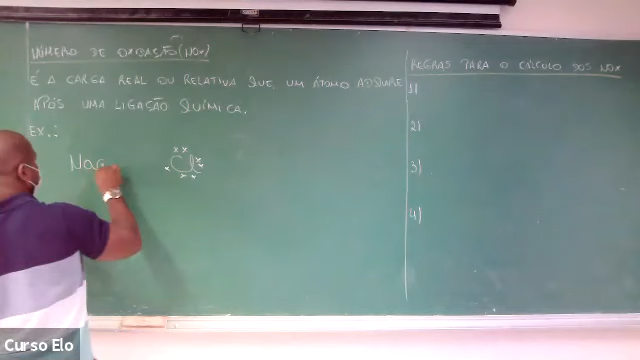 NÚMERO DE OXIDAÇÃO (NOX)
É A CARGA REAL OU RELATIVA QUE UM ÁTOMO ADQUIRE
APÓS UMA LIGAÇÃO QUÍMICA.
EX.:
Na Cl
REGRAS PARA O CÁLCULO DOS NOX
1)
2)
3)
4)
Curso Elo